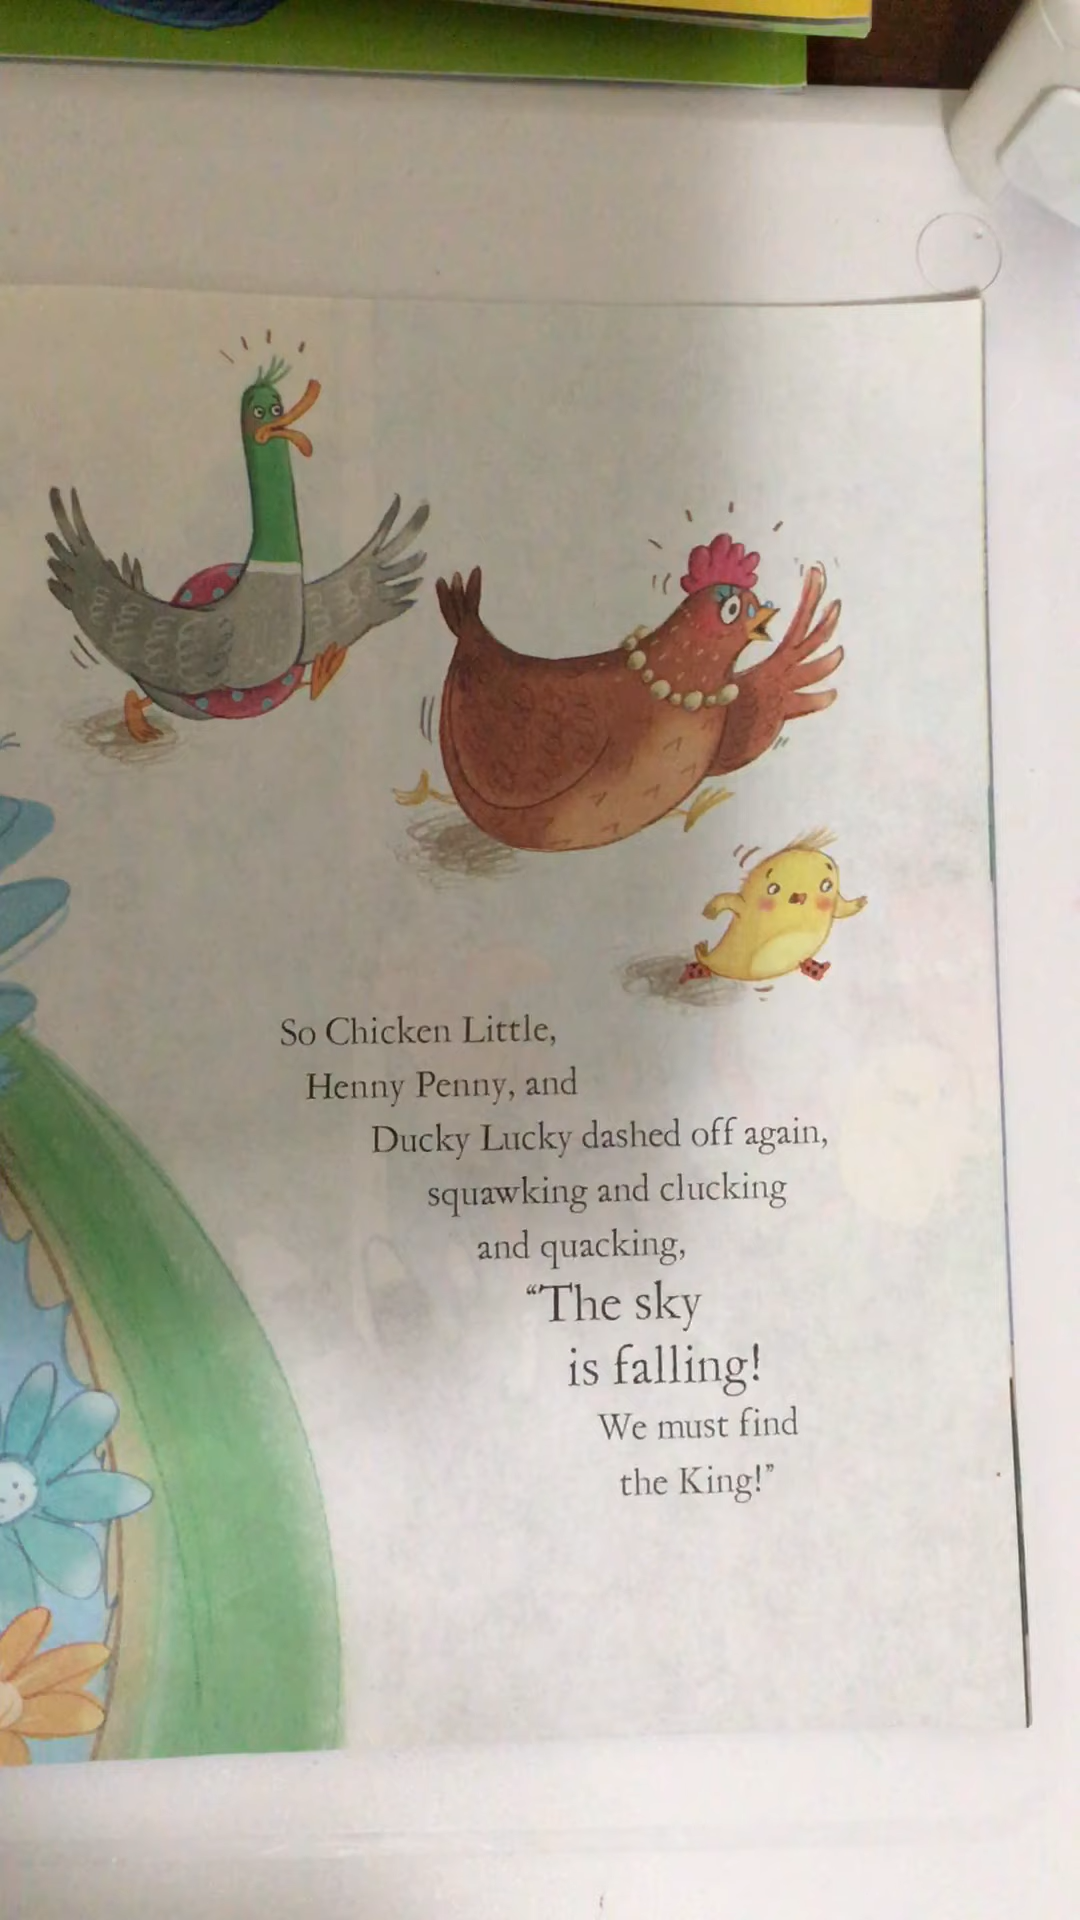 So Chicken Little,
Henny Penny, and
Ducky Lucky dashed off again,
squawking and clucking
and quacking,
“The sky
is falling!
We must find
the King!”